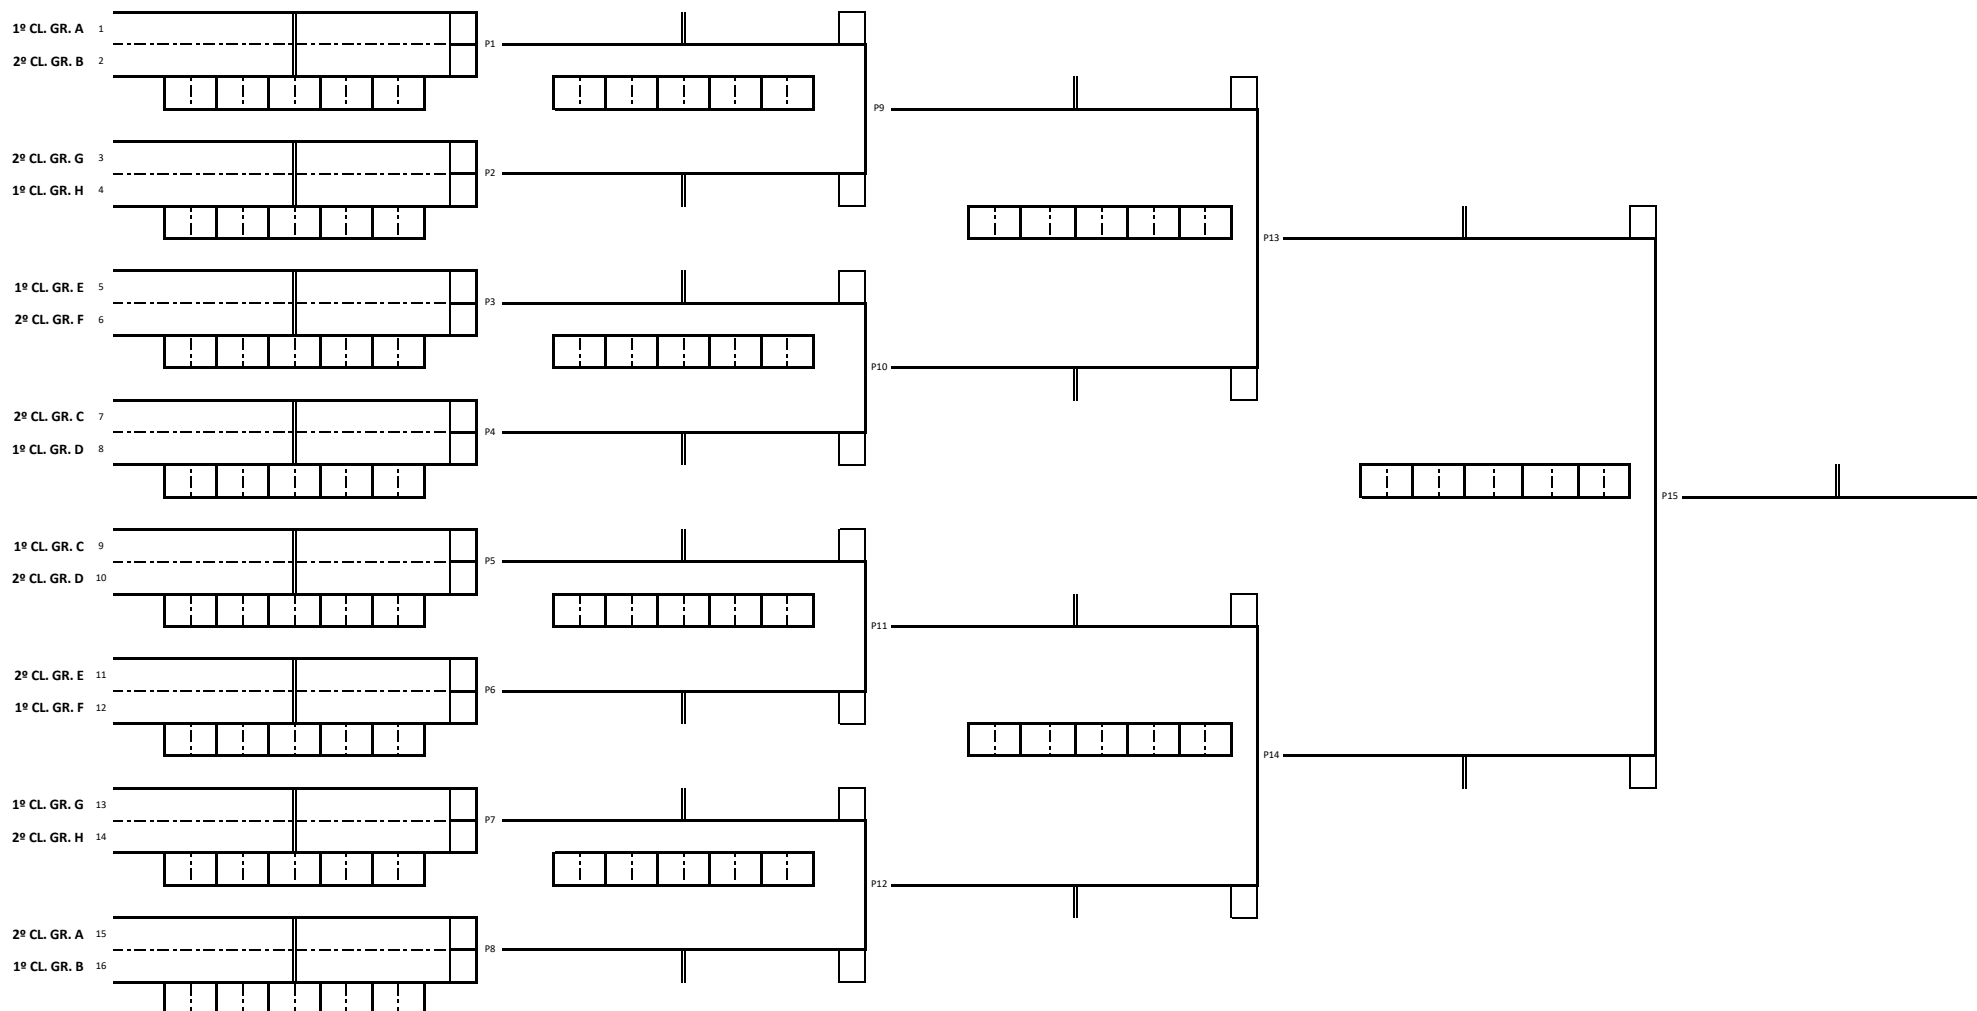 1º CL. GR. A 1
P1
2º CL. GR. B 2
P9
2º CL. GR. G 3
P2
1º CL. GR. H 4
P13
1º CL. GR. E 5
P3
2º CL. GR. F 6
P10
2º CL. GR. C 7
P4
1º CL. GR. D 8
P15
1º CL. GR. C 9
P5
2º CL. GR. D 10
P11
2º CL. GR. E 11
P6
1º CL. GR. F 12
P14
1º CL. GR. G 13
P7
2º CL. GR. H 14
P12
2º CL. GR. A 15
P8
1º CL. GR. B 16